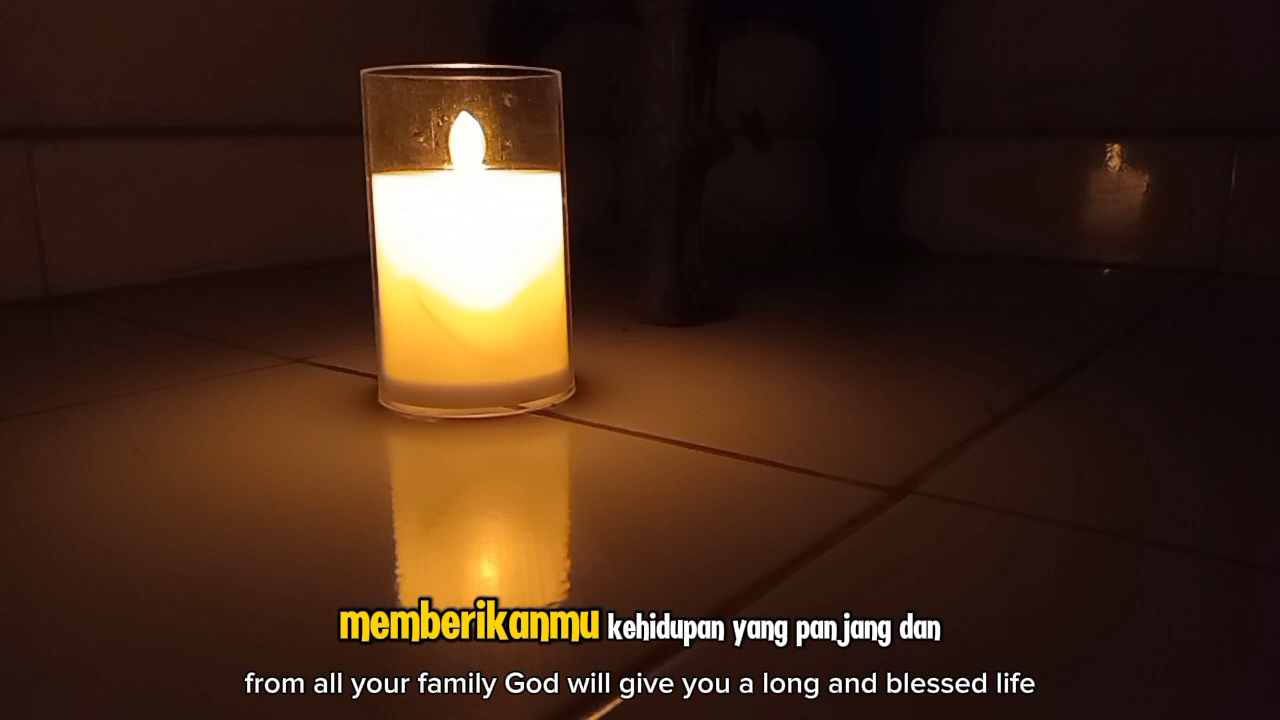 memberikanmu kehidupan yang panjang dan
from all your family God will give you a long and blessed life